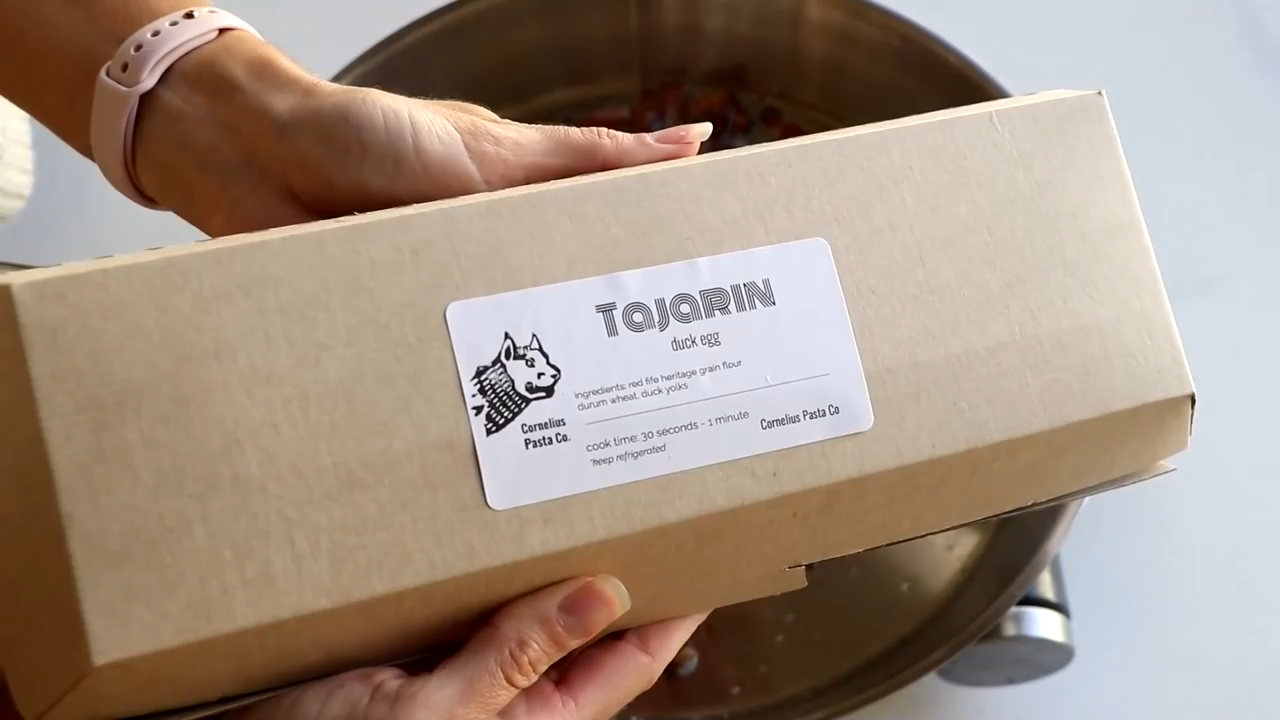 TAJARIN
duck egg
ingredients: red fife heritage grain flour
durum wheat, duck yolks
Cornelius
Pasta Co.
cook time: 30 seconds - 1 minute
*keep refrigerated
Cornelius Pasta Co